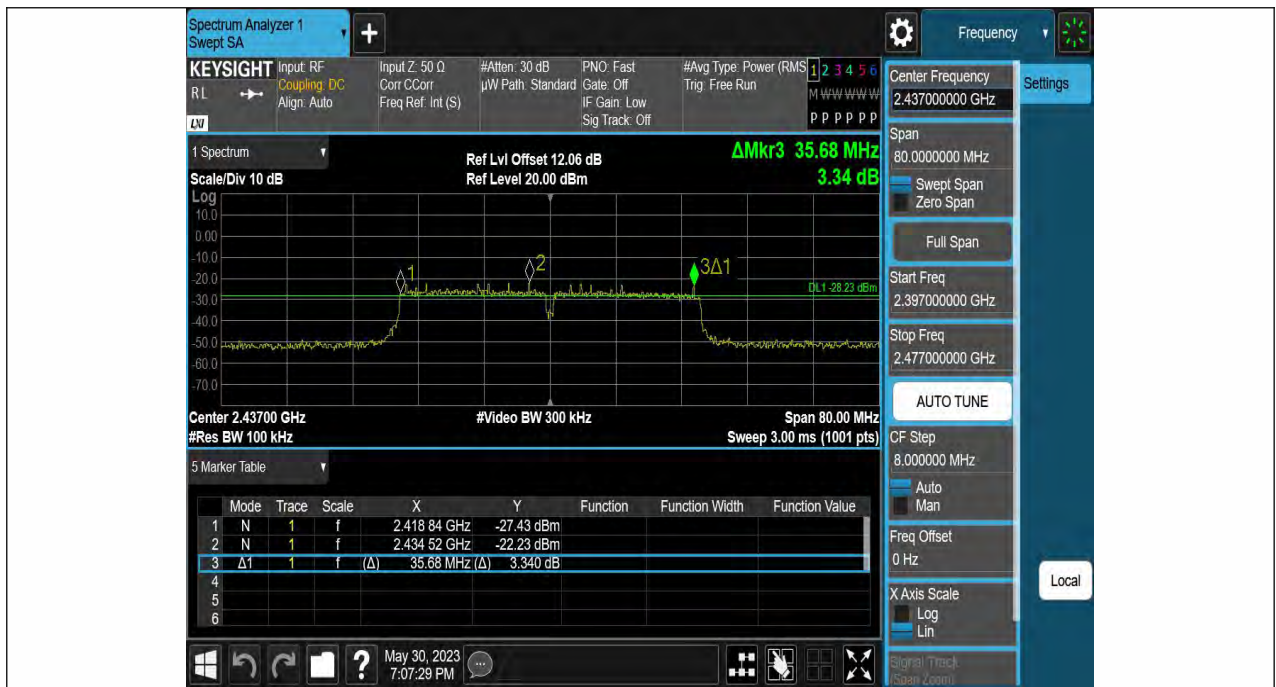 Spectrum Analyzer 1
Swept SA
+
Frequency
KEYSIGHT
RL
LXI
Input: RF
Coupling: DC
Align: Auto
Input Z: 50 Ω
Corr CCorr
Freq Ref: Int (S)
#Atten: 30 dB
µW Path: Standard
PNO: Fast
Gate: Off
IF Gain: Low
Sig Track: Off
#Avg Type: Power (RMS
Trig: Free Run
1 2 3 4 5 6
M W W W W W
P P P P P P
1 Spectrum
Scale/Div 10 dB
Ref Lvl Offset 12.06 dB
Ref Level 20.00 dBm
ΔMkr3 35.68 MHz
3.34 dB
Log
10.0
0.00
-10.0
-20.0
-30.0
-40.0
-50.0
-60.0
-70.0
1
2
3Δ1
DL1 -28.23 dBm
Center 2.43700 GHz
#Video BW 300 kHz
Span 80.00 MHz
#Res BW 100 kHz
Sweep 3.00 ms (1001 pts)
5 Marker Table
Mode Trace Scale X Y Function Function Width Function Value
1 N 1 f 2.418 84 GHz -27.43 dBm
2 N 1 f 2.434 52 GHz -22.23 dBm
3 Δ1 1 f (Δ) 35.68 MHz (Δ) 3.340 dB
4
5
6
?
May 30, 2023
7:07:29 PM
Center Frequency
2.437000000 GHz
Settings
Span
80.0000000 MHz
Swept Span
Zero Span
Full Span
Start Freq
2.397000000 GHz
Stop Freq
2.477000000 GHz
AUTO TUNE
CF Step
8.000000 MHz
Auto
Man
Freq Offset
0 Hz
X Axis Scale
Log
Lin
Local
Signal Track
(Span Zoom)